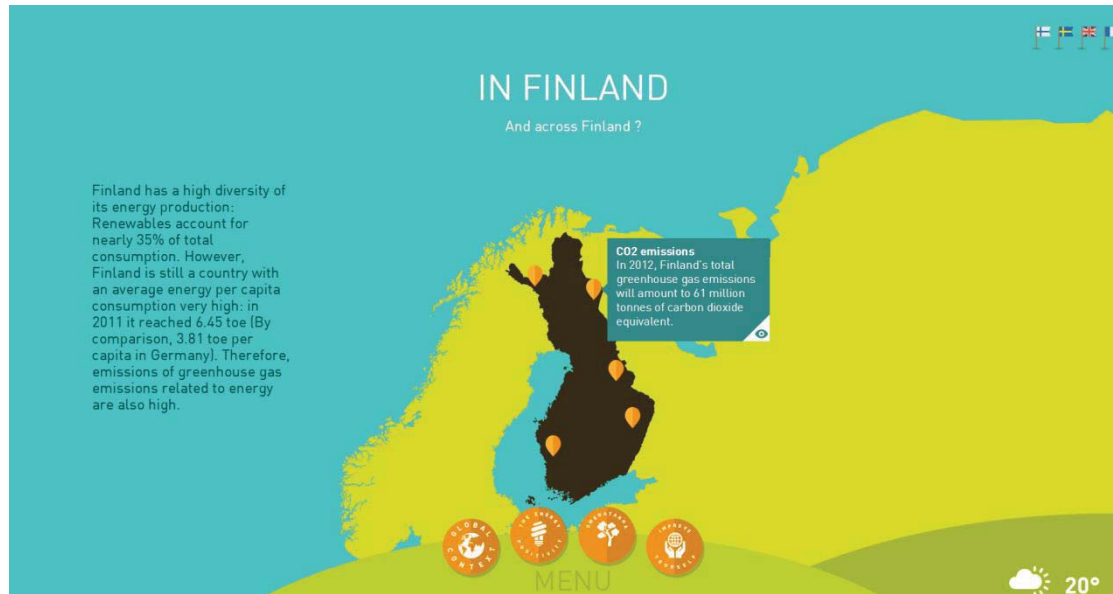 IN FINLAND
And across Finland ?
Finland has a high diversity of
its energy production:
Renewables account for
nearly 35% of total
consumption. However,
Finland is still a country with
an average energy per capita
consumption very high: in
2011 it reached 6.45 toe (By
comparison, 3.81 toe per
capita in Germany). Therefore,
emissions of greenhouse gas
emissions related to energy
are also high.
CO2 emissions
In 2012, Finland's total
greenhouse gas emissions
will amount to 61 million
tonnes of carbon dioxide
equivalent.
GLOBAL
CONTEXT
THE ENERGY
POSITIVITY
IMPROVE
YOURSELF
MENU
20°